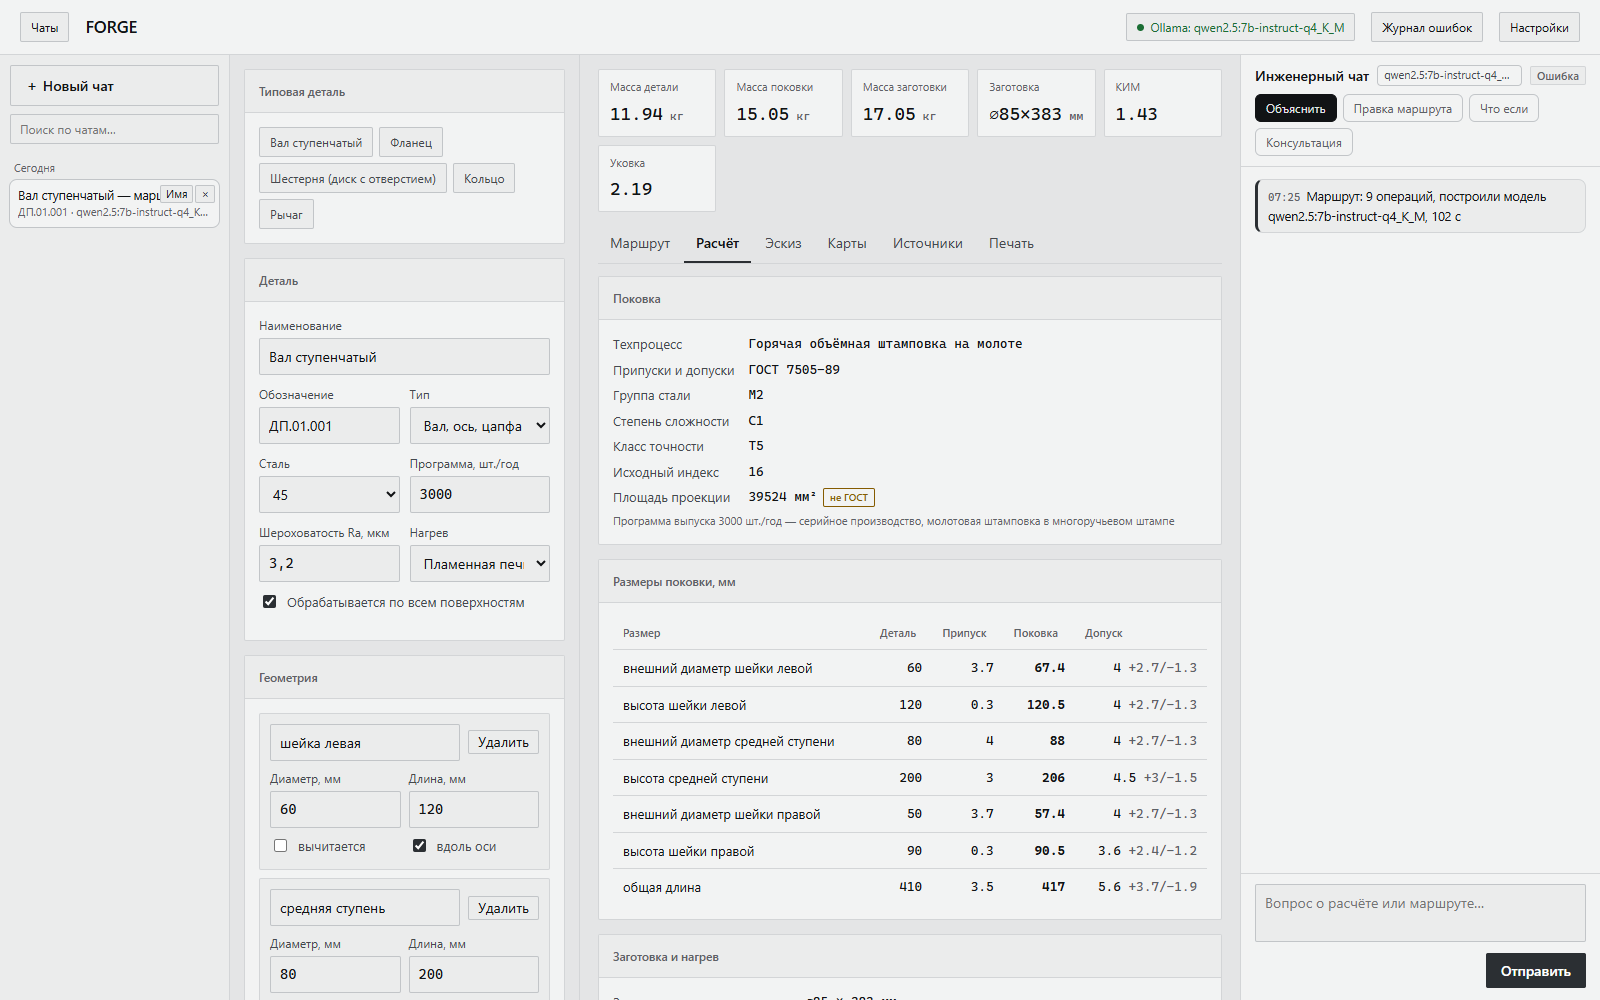 Чаты
FORGE
Ollama: qwen2.5:7b-instruct-q4_K_M
Журнал ошибок
Настройки
+ Новый чат
Поиск по чатам…
Сегодня
Вал ступенчатый — марш
Имя
×
ДП.01.001 · qwen2.5:7b-instruct-q4_K…
Типовая деталь
Вал ступенчатый
Фланец
Шестерня (диск с отверстием)
Кольцо
Рычаг
Деталь
Наименование
Вал ступенчатый
Обозначение
Тип
ДП.01.001
Вал, ось, цапфа
Сталь
Программа, шт./год
45
3000
Шероховатость Ra, мкм
Нагрев
3,2
Пламенная печь
Обрабатывается по всем поверхностям
Геометрия
шейка левая
Удалить
Диаметр, мм
Длина, мм
60
120
вычитается
вдоль оси
средняя ступень
Удалить
Диаметр, мм
Длина, мм
80
200
Масса детали
11.94 кг
Масса поковки
15.05 кг
Масса заготовки
17.05 кг
Заготовка
⌀85×383 мм
КИМ
1.43
Уковка
2.19
Маршрут
Расчёт
Эскиз
Карты
Источники
Печать
Поковка
Техпроцесс Горячая объёмная штамповка на молоте
Припуски и допуски ГОСТ 7505–89
Группа стали М2
Степень сложности С1
Класс точности Т5
Исходный индекс 16
Площадь проекции 39524 мм² не ГОСТ
Программа выпуска 3000 шт./год — серийное производство, молотовая штамповка в многоручьевом штампе
Размеры поковки, мм
Размер Деталь Припуск Поковка Допуск
внешний диаметр шейки левой 60 3.7 67.4 4 +2.7/−1.3
высота шейки левой 120 0.3 120.5 4 +2.7/−1.3
внешний диаметр средней ступени 80 4 88 4 +2.7/−1.3
высота средней ступени 200 3 206 4.5 +3/−1.5
внешний диаметр шейки правой 50 3.7 57.4 4 +2.7/−1.3
высота шейки правой 90 0.3 90.5 3.6 +2.4/−1.2
общая длина 410 3.5 417 5.6 +3.7/−1.9
Заготовка и нагрев
Инженерный чат
qwen2.5:7b-instruct-q4_…
Ошибка
Объяснить
Правка маршрута
Что если
Консультация
07:25 Маршрут: 9 операций, построили модель
qwen2.5:7b-instruct-q4_K_M, 102 с
Вопрос о расчёте или маршруте…
Отправить